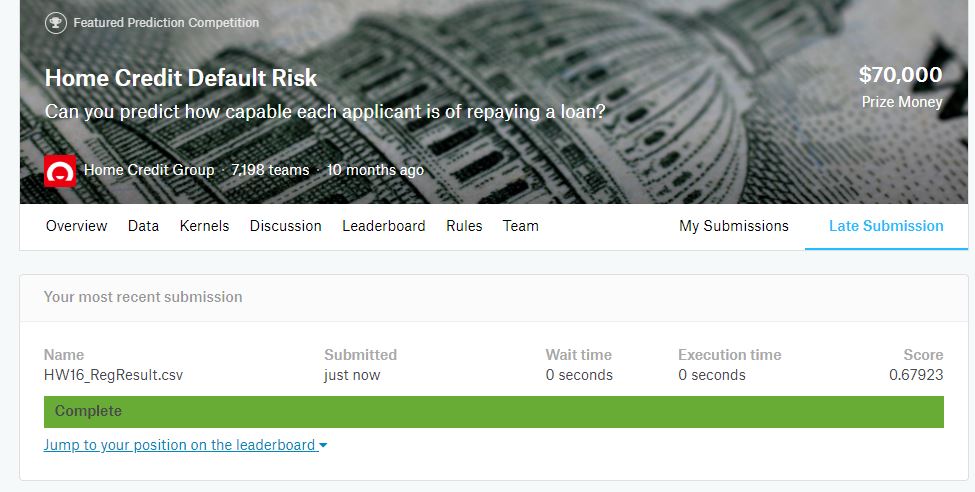 Featured Prediction Competition
Home Credit Default Risk
$70,000
Can you predict how capable each applicant is of repaying a loan?
Prize Money
Home Credit Group · 7,198 teams · 10 months ago
Overview Data Kernels Discussion Leaderboard Rules Team My Submissions Late Submission
Your most recent submission
Name Submitted Wait time Execution time Score
HW16_RegResult.csv just now 0 seconds 0 seconds 0.67923
Complete
Jump to your position on the leaderboard